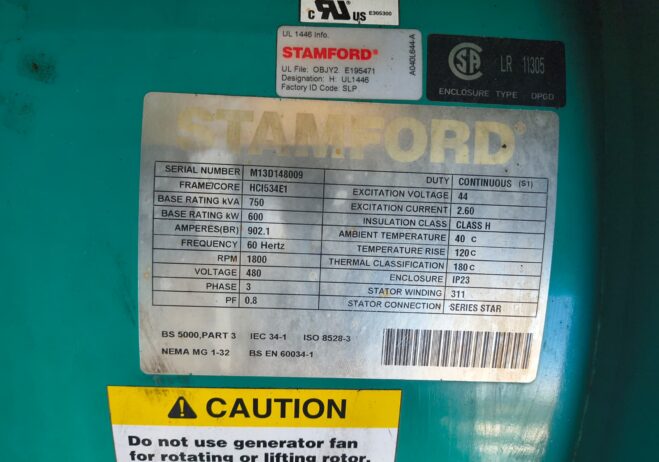 c RU US E305300
UL 1446 Info.
STAMFORD®
UL File: OBJY2. E195471
Designation: H: UL1446
Factory ID Code: SLP
A040L644-A
CSA LR 11305
ENCLOSURE TYPE DPGD
STAMFORD®
SERIAL NUMBER M13D148009
FRAME/CORE HCI534E1
BASE RATING kVA 750
BASE RATING kW 600
AMPERES(BR) 902.1
FREQUENCY 60 Hertz
RPM 1800
VOLTAGE 480
PHASE 3
PF 0.8
DUTY CONTINUOUS (S1)
EXCITATION VOLTAGE 44
EXCITATION CURRENT 2.60
INSULATION CLASS CLASS H
AMBIENT TEMPERATURE 40 C
TEMPERATURE RISE 120 C
THERMAL CLASSIFICATION 180 C
ENCLOSURE IP23
STATOR WINDING 311
STATOR CONNECTION SERIES STAR
BS 5000,PART 3 IEC 34-1 ISO 8528-3
NEMA MG 1-32 BS EN 60034-1
CAUTION
Do not use generator fan
for rotating or lifting rotor.